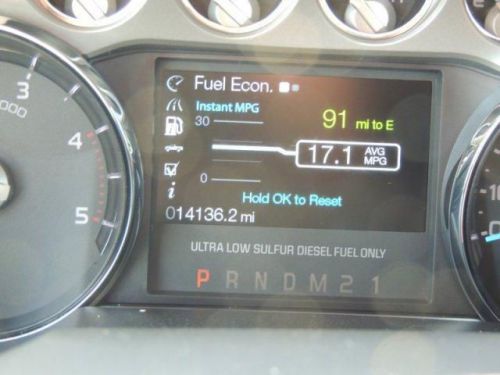 Fuel Econ.
Instant MPG
30
91 mi to E
17.1 AVG MPG
0
Hold OK to Reset
014136.2 mi
ULTRA LOW SULFUR DIESEL FUEL ONLY
P R N D M 2 1
3
4
5
000